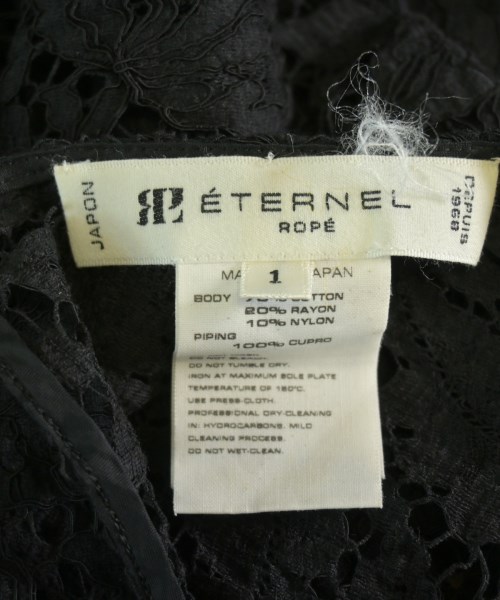 JAPON
ÉTERNEL
ROPÉ
DEPUIS
1968
1
MA PAN
BODY COTTON
20% RAYON
10% NYLON
PIPING
100% CUPRO
DO NOT TUMBLE DRY.
IRON AT MAXIMUM SOLE PLATE
TEMPERATURE OF 150°C.
USE PRESS-CLOTH.
PROFESSIONAL DRY-CLEANING
IN: HYDROCARBONS. MILD
CLEANING PROCESS.
DO NOT WET-CLEAN.